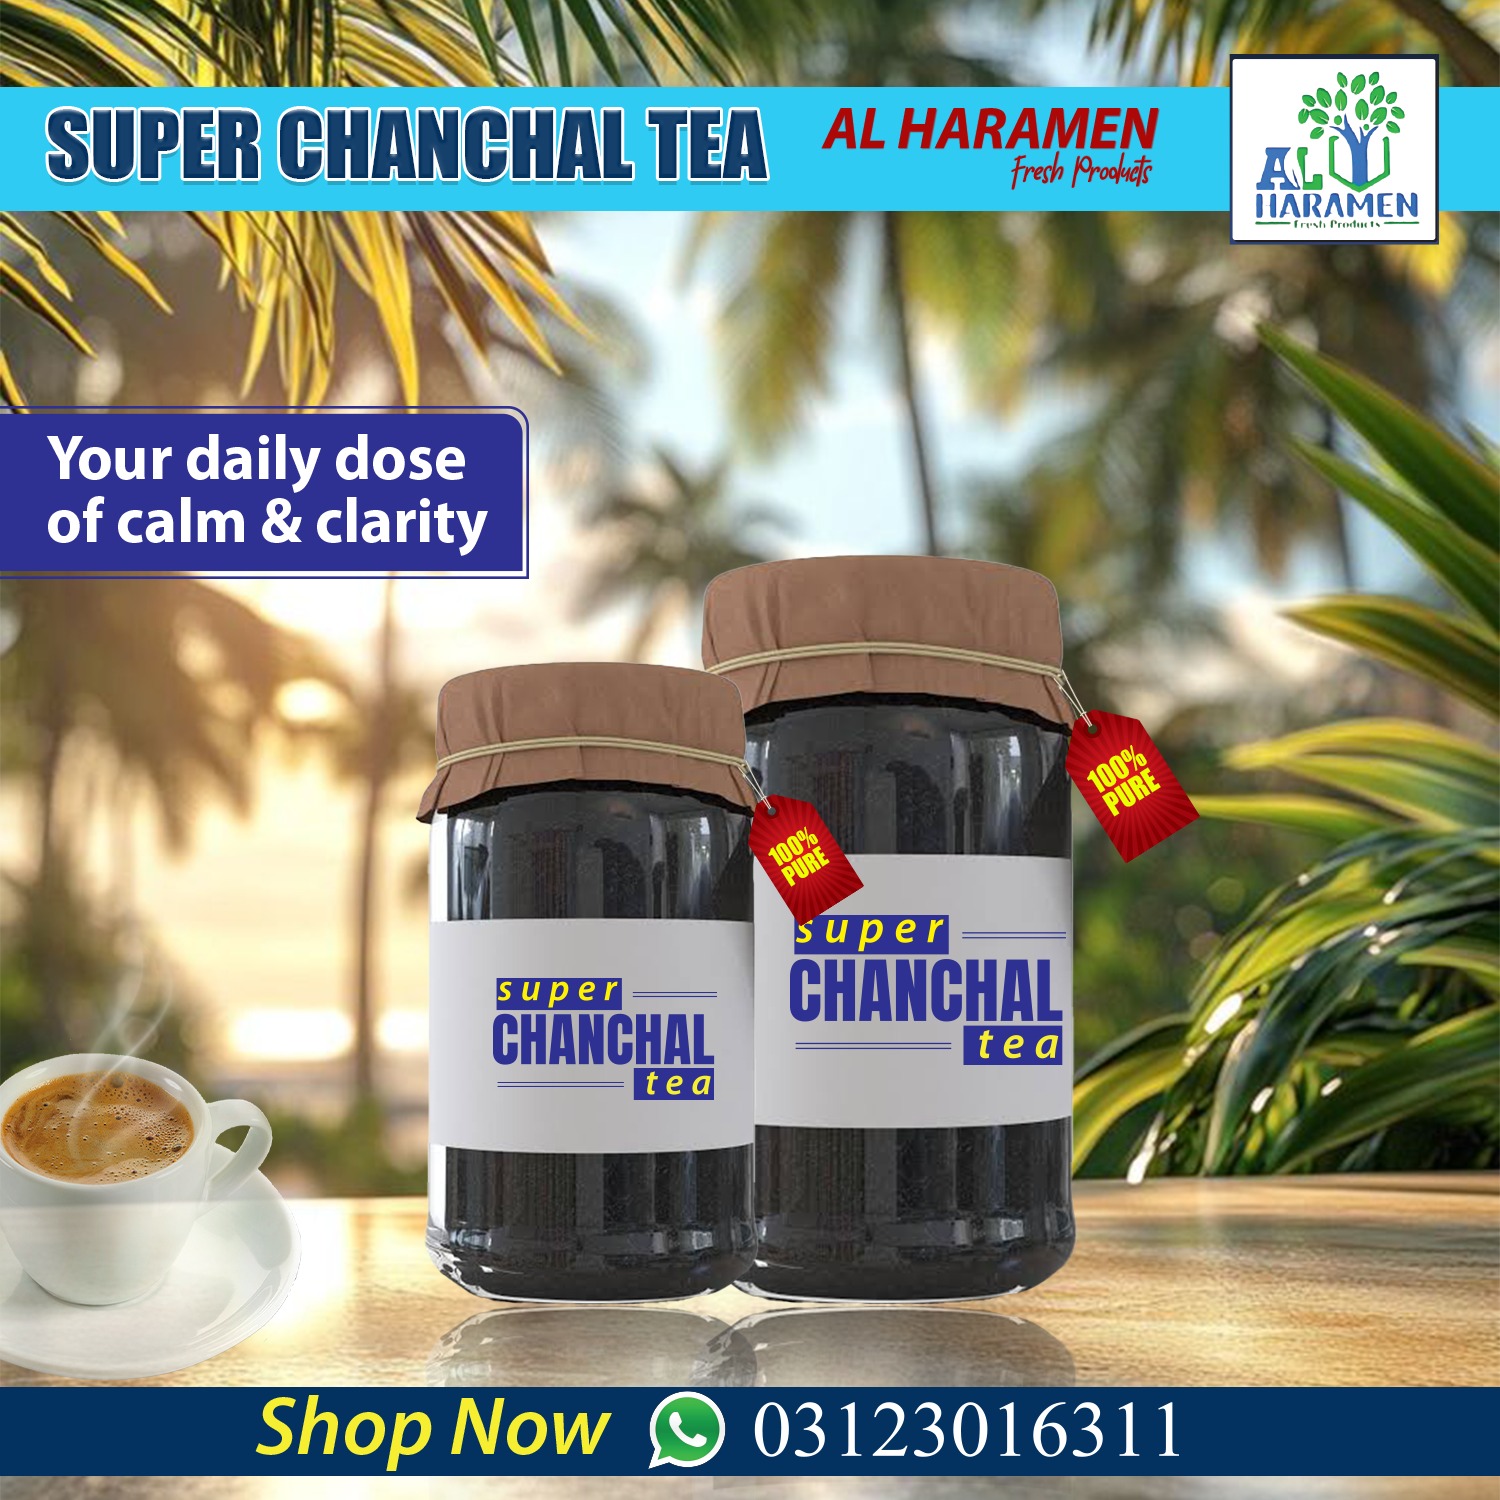 SUPER CHANCHAL TEA
AL HARAMEN
Fresh Products
AL
HARAMEN
Fresh Products
Your daily dose
of calm & clarity
100%
PURE
100%
PURE
super
CHANCHAL
tea
super
CHANCHAL
tea
Shop Now 03123016311